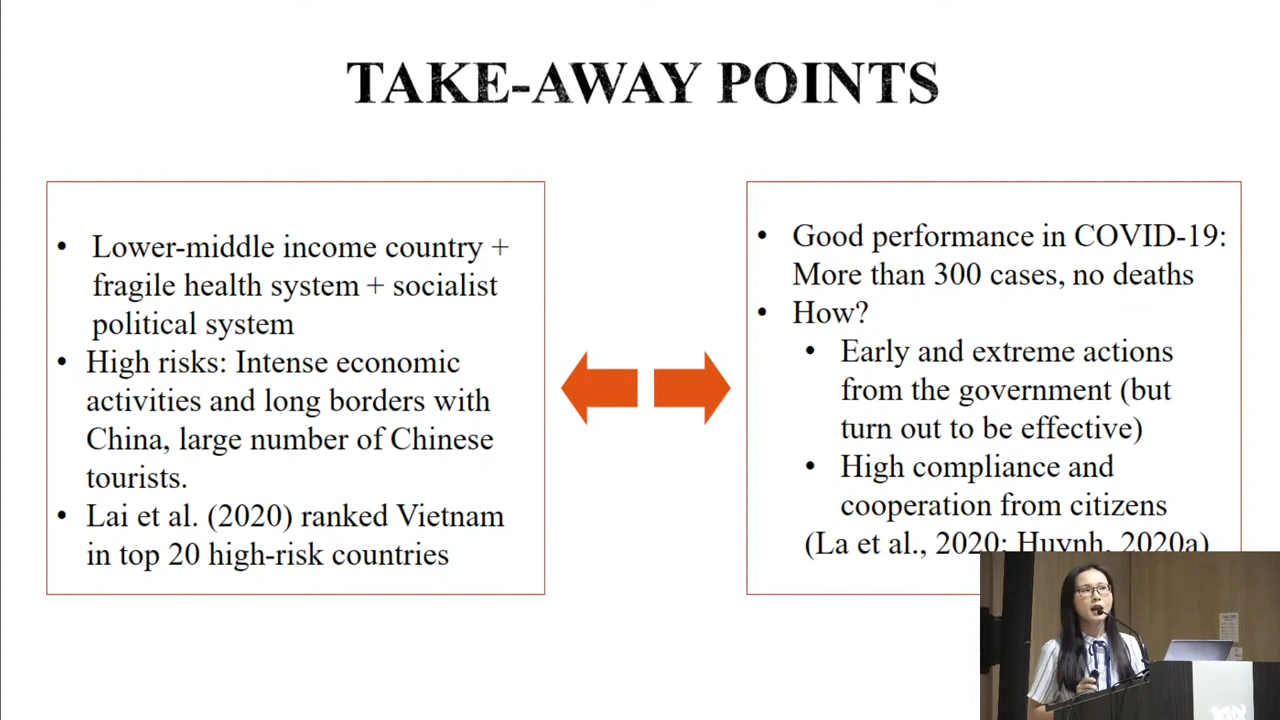 TAKE-AWAY POINTS
• Lower-middle income country +
fragile health system + socialist
political system
• High risks: Intense economic
activities and long borders with
China, large number of Chinese
tourists.
• Lai et al. (2020) ranked Vietnam
in top 20 high-risk countries
• Good performance in COVID-19:
More than 300 cases, no deaths
• How?
• Early and extreme actions
from the government (but
turn out to be effective)
• High compliance and
cooperation from citizens
(La et al., 2020; Huynh, 2020a)